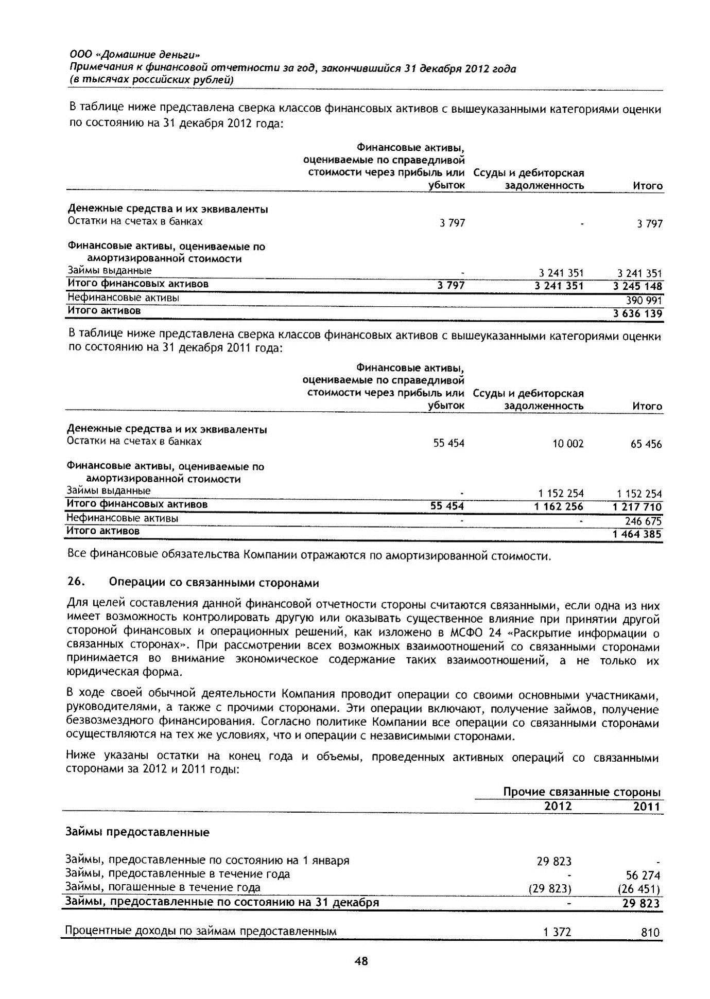 ООО «Домашние деньги»
Примечания к финансовой отчетности за год, закончившийся 31 декабря 2012 года
(в тысячах российских рублей)
В таблице ниже представлена сверка классов финансовых активов с вышеуказанными категориями оценки
по состоянию на 31 декабря 2012 года:
Финансовые активы,
оцениваемые по справедливой
стоимости через прибыль или Ссуды и дебиторская
убыток задолженность Итого
Денежные средства и их эквиваленты
Остатки на счетах в банках 3 797 - 3 797
Финансовые активы, оцениваемые по
амортизированной стоимости
Займы выданные - 3 241 351 3 241 351
Итого финансовых активов 3 797 3 241 351 3 245 148
Нефинансовые активы 390 991
Итого активов 3 636 139
В таблице ниже представлена сверка классов финансовых активов с вышеуказанными категориями оценки
по состоянию на 31 декабря 2011 года:
Финансовые активы,
оцениваемые по справедливой
стоимости через прибыль или Ссуды и дебиторская
убыток задолженность Итого
Денежные средства и их эквиваленты
Остатки на счетах в банках 55 454 10 002 65 456
Финансовые активы, оцениваемые по
амортизированной стоимости
Займы выданные - 1 152 254 1 152 254
Итого финансовых активов 55 454 1 162 256 1 217 710
Нефинансовые активы - - 246 675
Итого активов 1 464 385
Все финансовые обязательства Компании отражаются по амортизированной стоимости.
26. Операции со связанными сторонами
Для целей составления данной финансовой отчетности стороны считаются связанными, если одна из них
имеет возможность контролировать другую или оказывать существенное влияние при принятии другой
стороной финансовых и операционных решений, как изложено в МСФО 24 «Раскрытие информации о
связанных сторонах». При рассмотрении всех возможных взаимоотношений со связанными сторонами
принимается во внимание экономическое содержание таких взаимоотношений, а не только их
юридическая форма.
В ходе своей обычной деятельности Компания проводит операции со своими основными участниками,
руководителями, а также с прочими сторонами. Эти операции включают, получение займов, получение
безвозмездного финансирования. Согласно политике Компании все операции со связанными сторонами
осуществляются на тех же условиях, что и операции с независимыми сторонами.
Ниже указаны остатки на конец года и объемы, проведенных активных операций со связанными
сторонами за 2012 и 2011 годы:
Прочие связанные стороны
2012 2011
Займы предоставленные
Займы, предоставленные по состоянию на 1 января 29 823 -
Займы, предоставленные в течение года - 56 274
Займы, погашенные в течение года (29 823) (26 451)
Займы, предоставленные по состоянию на 31 декабря - 29 823
Процентные доходы по займам предоставленным 1 372 810
48